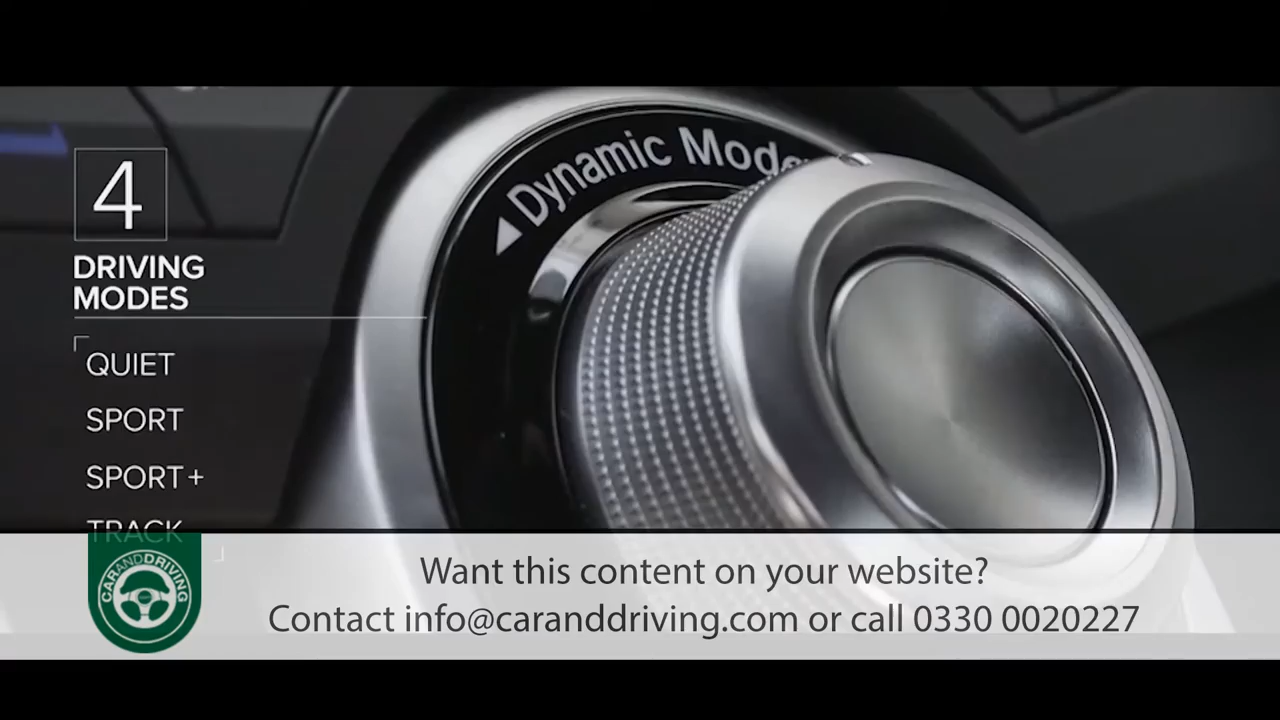 Dynamic Mode
4
DRIVING
MODES
QUIET
SPORT
SPORT+
TRACK
CARANDDRIVING
Want this content on your website?
Contact info@caranddriving.com or call 0330 0020227